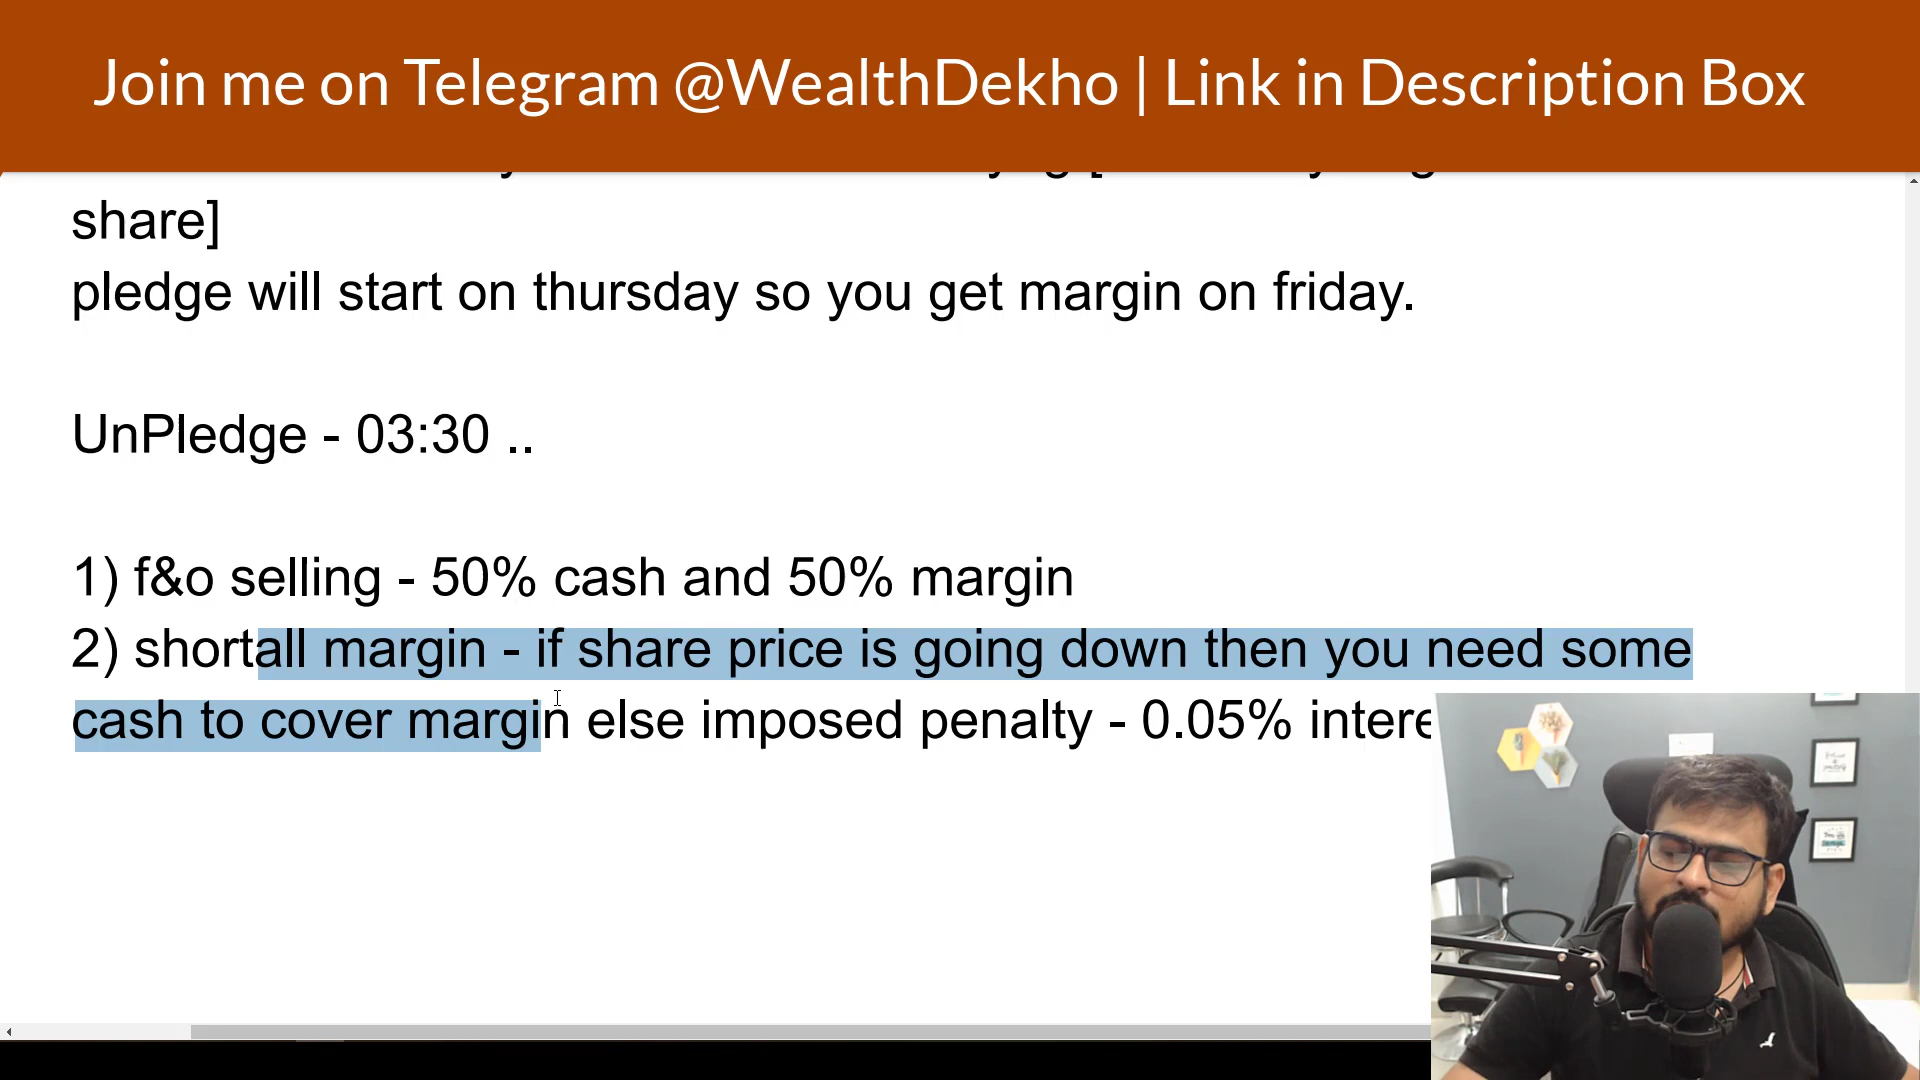 Join me on Telegram @WealthDekho | Link in Description Box
share]
pledge will start on thursday so you get margin on friday.
UnPledge - 03:30 ..
1) f&o selling - 50% cash and 50% margin
2) shortall margin - if share price is going down then you need some
cash to cover margin else imposed penalty - 0.05% intere